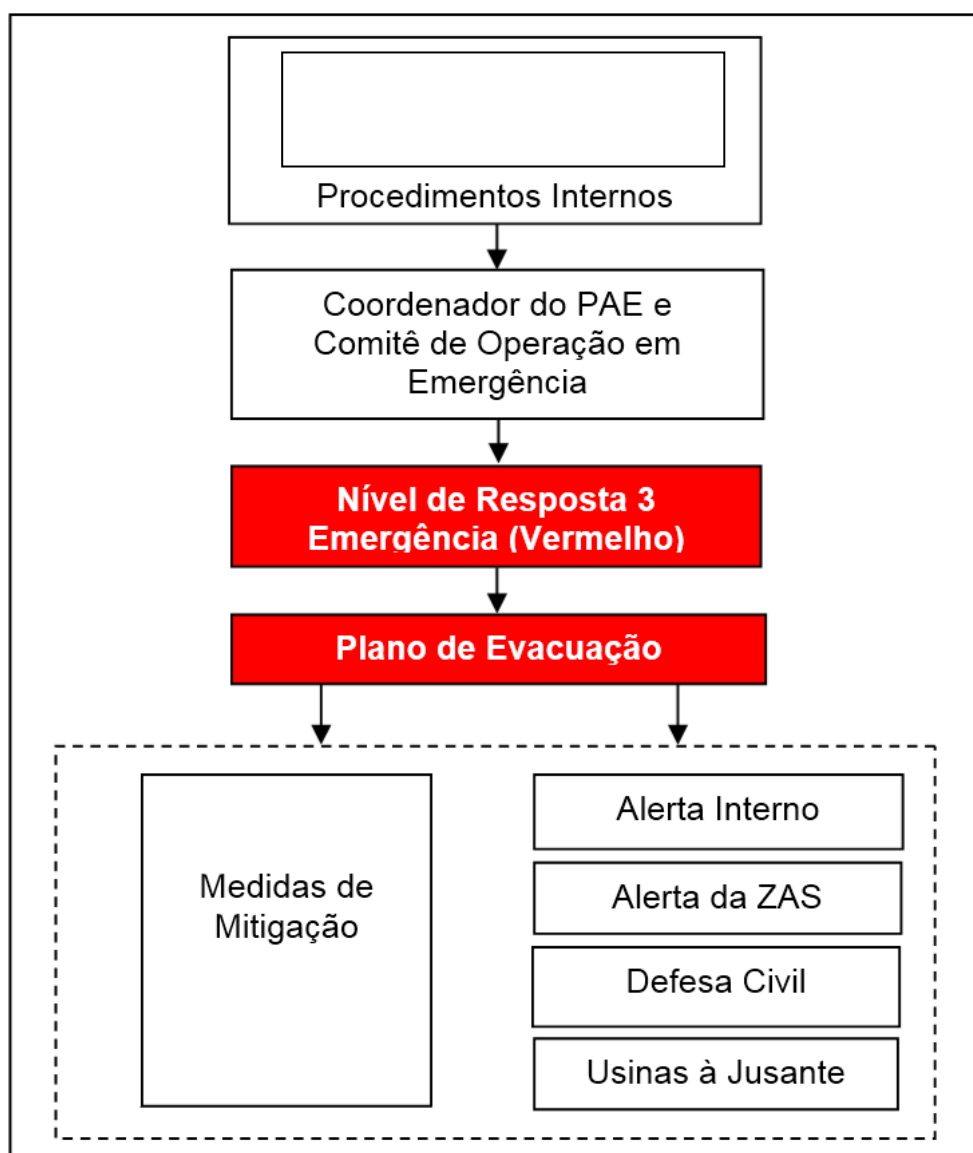 Procedimentos Internos
Coordenador do PAE e
Comitê de Operação em
Emergência
Nível de Resposta 3
Emergência (Vermelho)
Plano de Evacuação
Medidas de
Mitigação
Alerta Interno
Alerta da ZAS
Defesa Civil
Usinas à Jusante